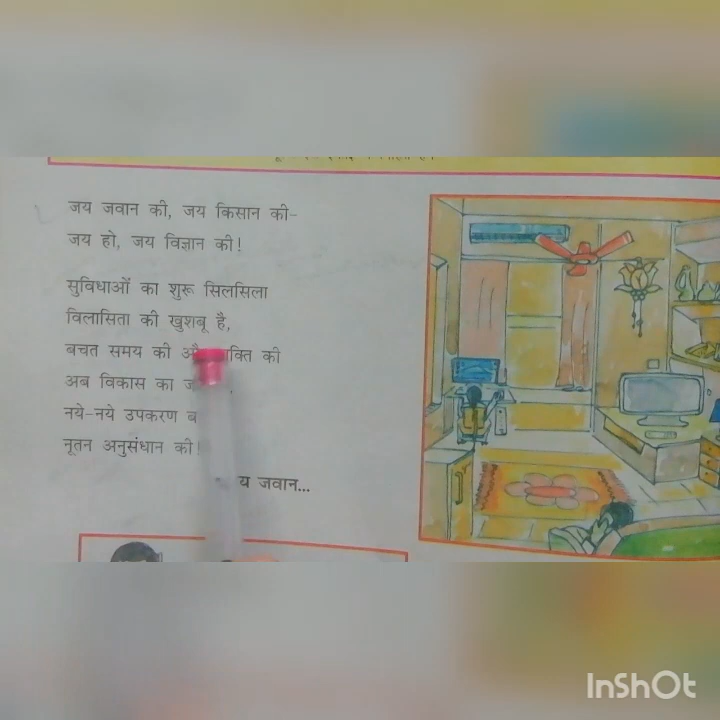 जय जवान की, जय किसान की-
जय हो, जय विज्ञान की!
सुविधाओं का शुरू सिलसिला
विलासिता की खुशबू है,
बचत समय की की
अब विकास का
नये-नये उपकरण
नूतन अनुसंधान की!
जवान...
InShOt